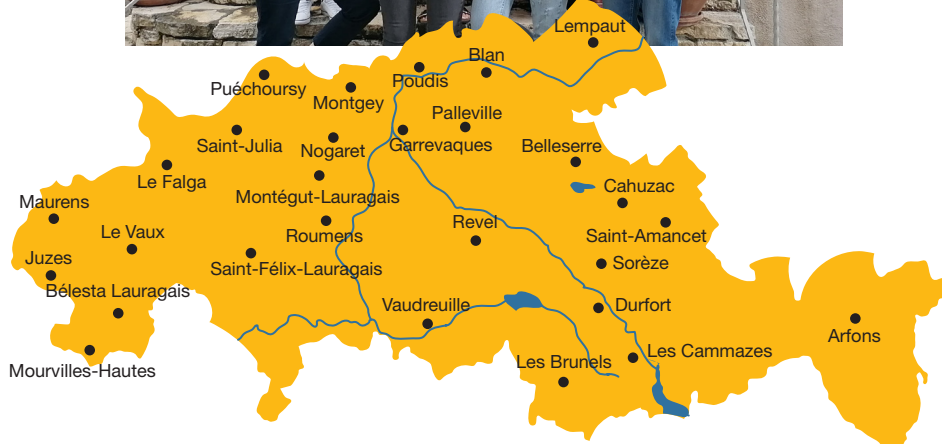 Lempaut
Blan
Poudis
Puéchoursy
Montgey
Palleville
Saint-Julia
Nogaret
Garrevaques
Belleserre
Le Falga
Cahuzac
Montégut-Lauragais
Maurens
Revel
Le Vaux
Roumens
Saint-Amancet
Juzes
Saint-Félix-Lauragais
Sorèze
Bélesta Lauragais
Vaudreuille
Durfort
Arfons
Les Cammazes
Les Brunels
Mourvilles-Hautes